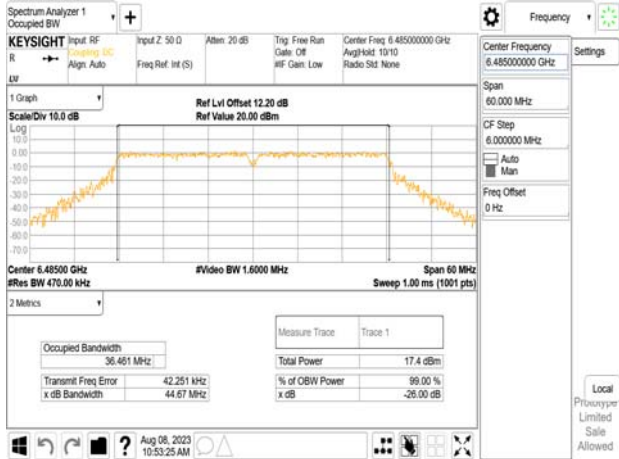 Spectrum Analyzer 1
Occupied BW
+
Frequency
KEYSIGHT Input: RF Input Z: 50 Ω Atten: 20 dB Trig: Free Run Center Freq: 6.485000000 GHz
R Coupling: DC Gate: Off Avg|Hold: 10/10
Align: Auto Freq Ref: Int (S) #IF Gain: Low Radio Std: None
LW
Center Frequency
6.485000000 GHz
Settings
Span
60.000 MHz
CF Step
6.000000 MHz
Auto
Man
Freq Offset
0 Hz
1 Graph
Scale/Div 10.0 dB
Ref Lvl Offset 12.20 dB
Ref Value 20.00 dBm
Log
10.0
0.00
-10.0
-20.0
-30.0
-40.0
-50.0
-60.0
-70.0
Center 6.48500 GHz #Video BW 1.6000 MHz Span 60 MHz
#Res BW 470.00 kHz Sweep 1.00 ms (1001 pts)
2 Metrics
Measure Trace Trace 1
Occupied Bandwidth
36.461 MHz Total Power 17.4 dBm
Transmit Freq Error 42.251 kHz % of OBW Power 99.00 %
x dB Bandwidth 44.67 MHz x dB -26.00 dB
Local
Prototype
Limited
Sale
Allowed
? Aug 08, 2023
10:53:25 AM